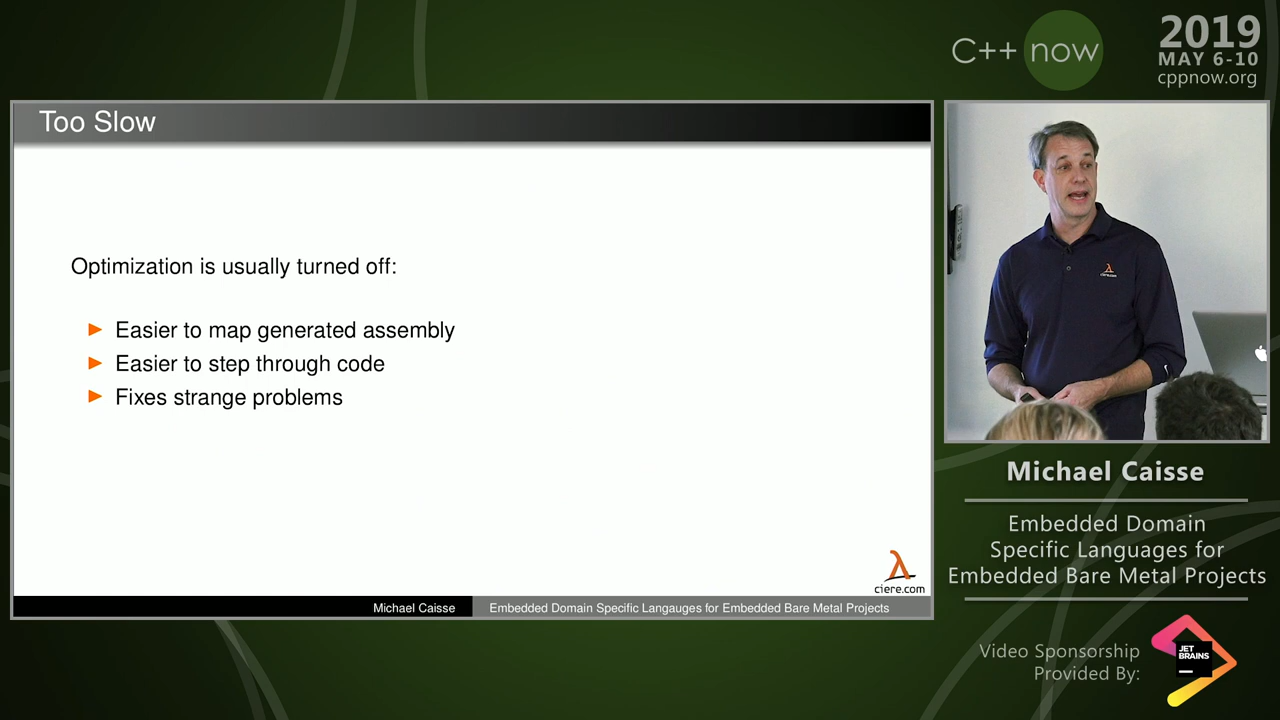 C++ now
2019
MAY 6-10
cppnow.org
Too Slow
Optimization is usually turned off:
Easier to map generated assembly
Easier to step through code
Fixes strange problems
ciere.com
Michael Caisse
Embedded Domain Specific Langauges for Embedded Bare Metal Projects
ciere.com
Michael Caisse
Embedded Domain
Specific Languages for
Embedded Bare Metal Projects
Video Sponsorship
Provided By:
JET
BRAINS